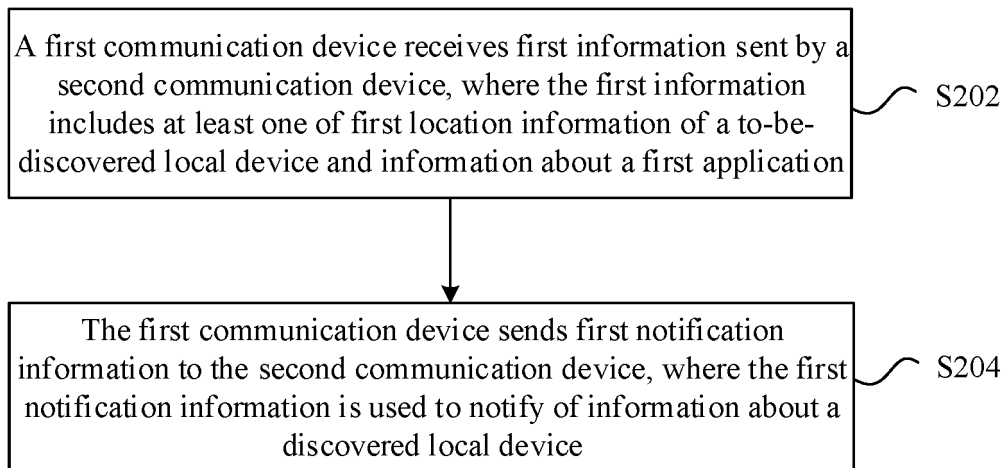 A first communication device receives first information sent by a
second communication device, where the first information
includes at least one of first location information of a to-be-
discovered local device and information about a first application
S202
The first communication device sends first notification
information to the second communication device, where the first
notification information is used to notify of information about a
discovered local device
S204